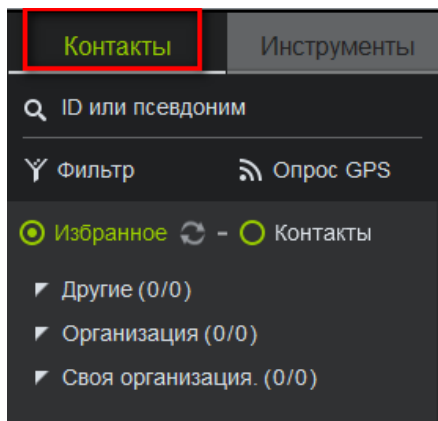 Контакты Инструменты
ID или псевдоним
Фильтр Опрос GPS
Избранное - Контакты
Другие (0/0)
Организация (0/0)
Своя организация. (0/0)